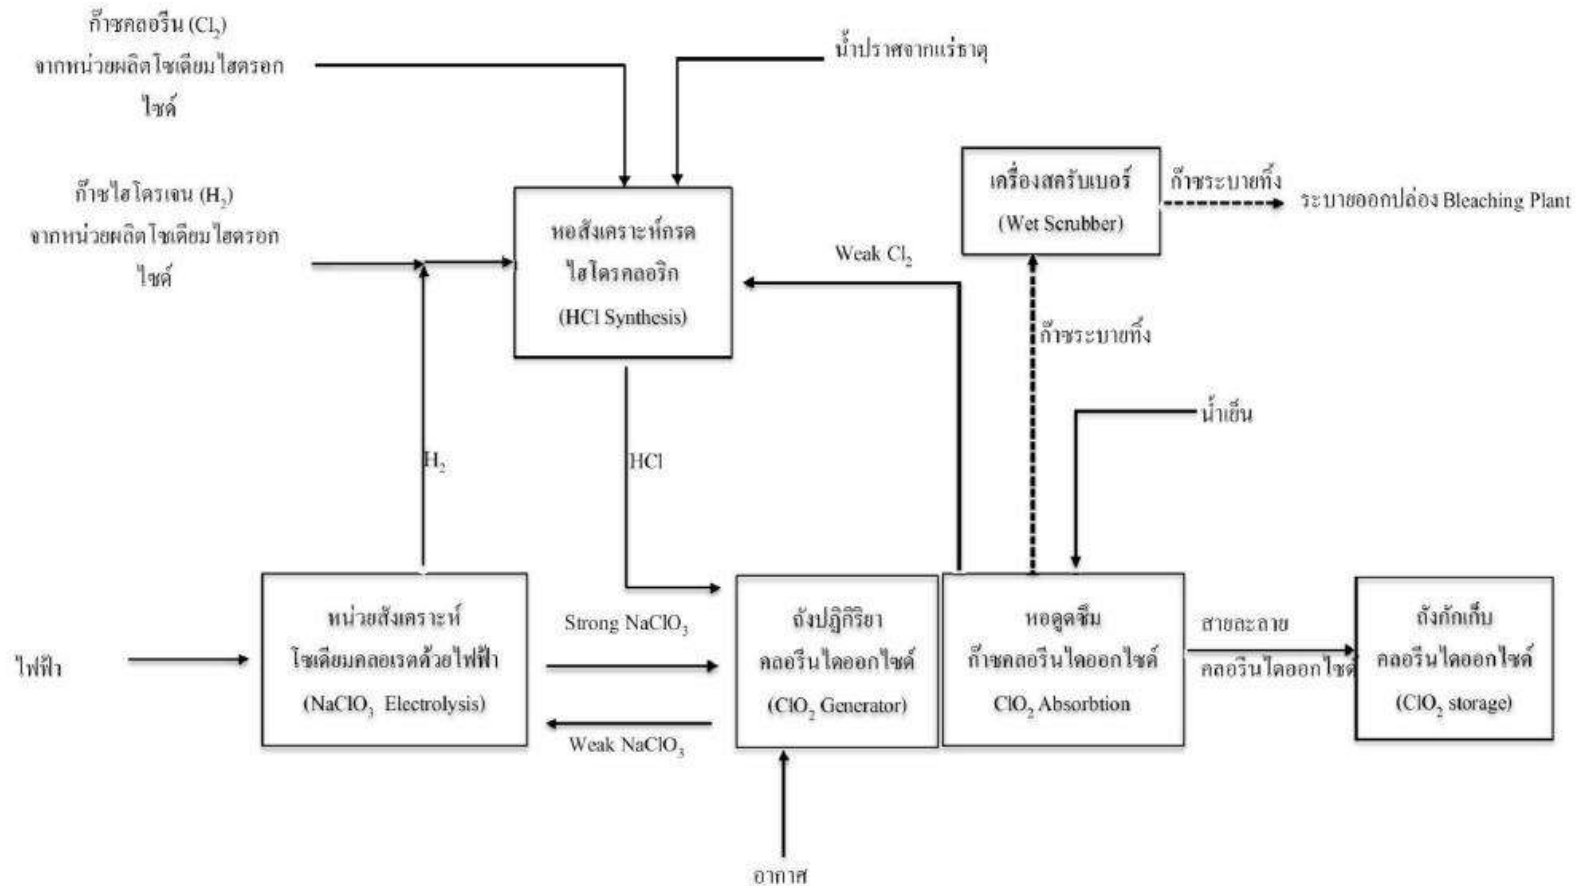 ก๊าซคลอรีน (Cl₂)
จากหน่วยผลิตโซเดียมไฮดรอก
ไซด์
น้ำปราศจากแร่ธาตุ
ก๊าซไฮโดรเจน (H₂)
จากหน่วยผลิตโซเดียมไฮดรอก
ไซด์
หอสังเคราะห์กรด
ไฮโดรคลอริก
(HCl Synthesis)
Weak Cl₂
เครื่องสครับเบอร์
(Wet Scrubber)
ก๊าซระบายทิ้ง
ระบายออกปล่อง Bleaching Plant
ก๊าซระบายทิ้ง
น้ำเย็น
H₂
HCl
ไฟฟ้า
หน่วยสังเคราะห์
โซเดียมคลอเรตด้วยไฟฟ้า
(NaClO₃ Electrolysis)
Strong NaClO₃
Weak NaClO₃
ถังปฏิกิริยา
คลอรีนไดออกไซด์
(ClO₂ Generator)
หอดูดซึม
ก๊าซคลอรีนไดออกไซด์
ClO₂ Absorbtion
สายละลาย
คลอรีนไดออกไซด์
ถังกักเก็บ
คลอรีนไดออกไซด์
(ClO₂ storage)
อากาศ